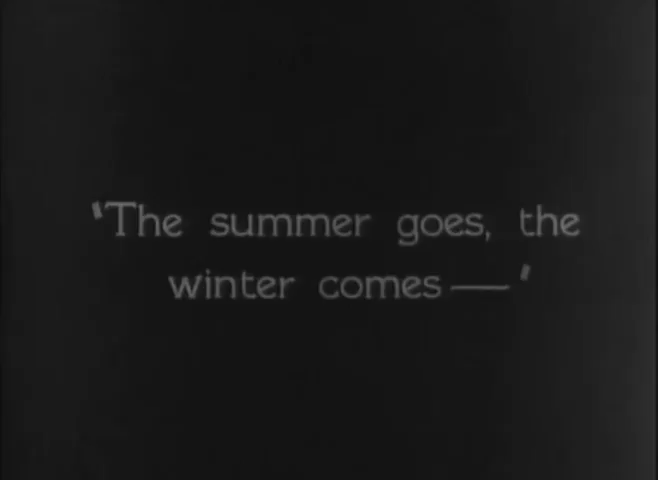 ‘The summer goes, the
winter comes — ’